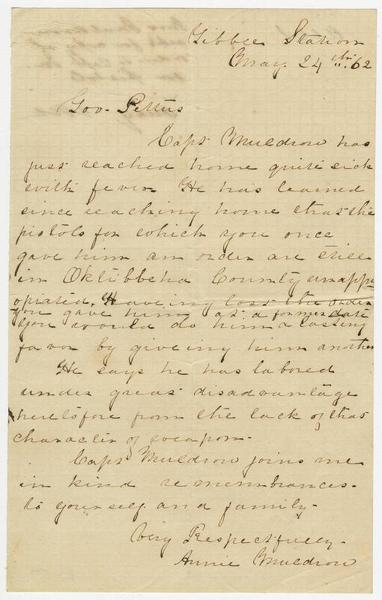 Tibbee Station
May 24th. 62
Gov. Pettus
Capt Muldrow has
just reached home quite sick
with fever He has learned
since reaching home that the
pistols for which you once
gave him an order are still
in Oktibbeha County unappr
opriated. Haveing lost the order
you gave him at a former date
you would do him a lasting
favor by giveing him another
He says he has labored
under great disadvantage
heretofore from the lack of that
character of weapon.
Capt Muldrow joins me
in kind remembrances.
to yourself and family.
Very Respectfully.
Annie Muldrow